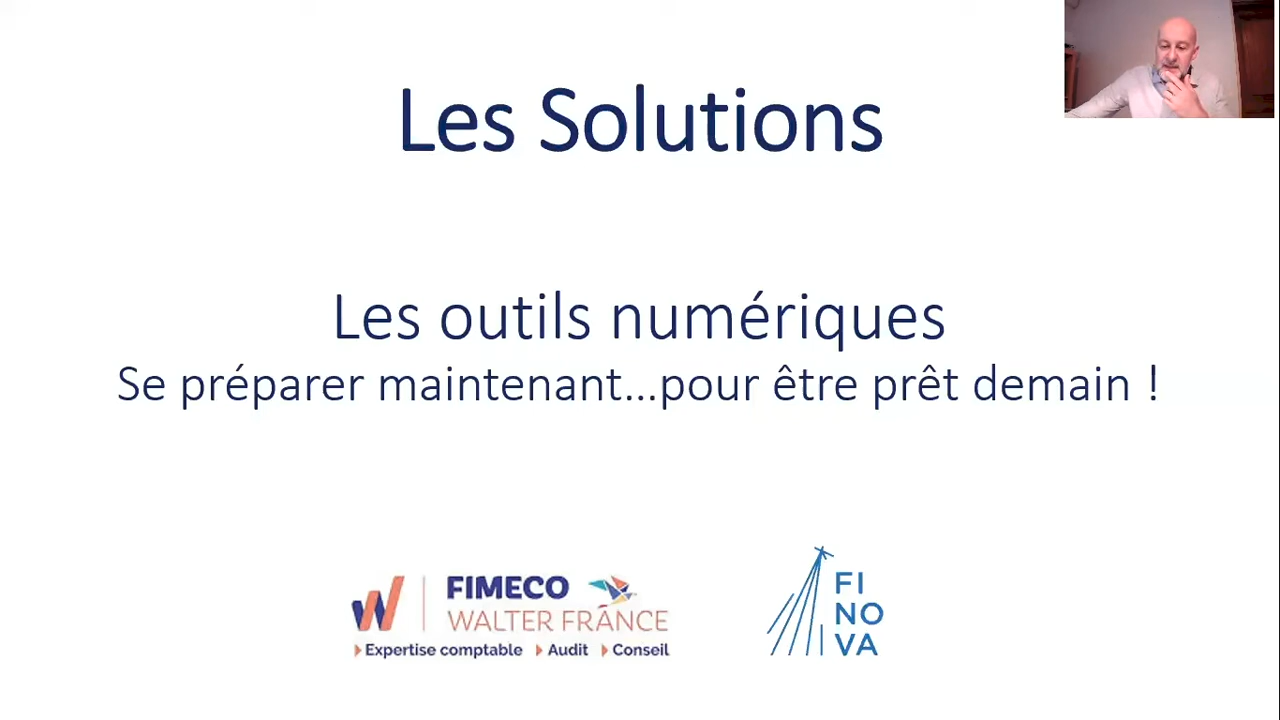 Les Solutions
Les outils numériques
Se préparer maintenant...pour être prêt demain !
FIMECO
WALTER FRANCE
Expertise comptable Audit Conseil
FI
NO
VA